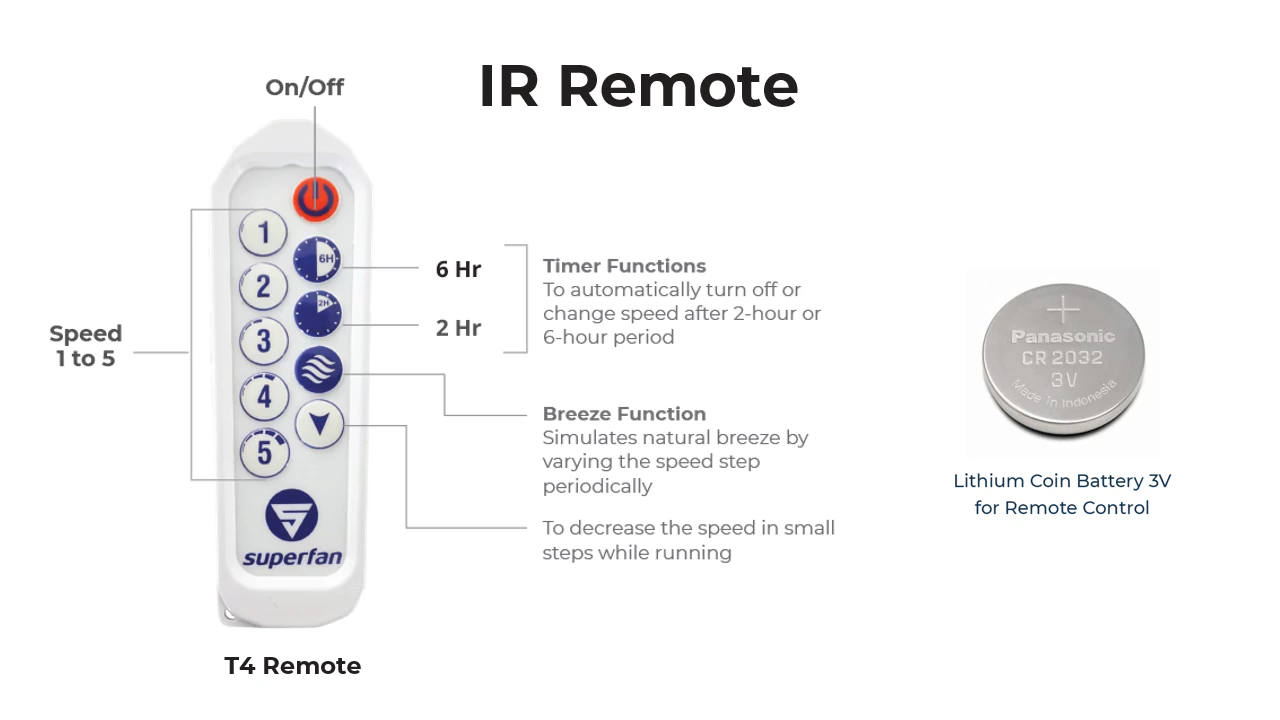 IR Remote
On/Off
1
2
3
4
5
6H
2H
superfan
Speed
1 to 5
T4 Remote
6 Hr
2 Hr
Timer Functions
To automatically turn off or
change speed after 2-hour or
6-hour period
Breeze Function
Simulates natural breeze by
varying the speed step
periodically
To decrease the speed in small
steps while running
Panasonic
CR 2032
3V
Made in Indonesia
Lithium Coin Battery 3V
for Remote Control